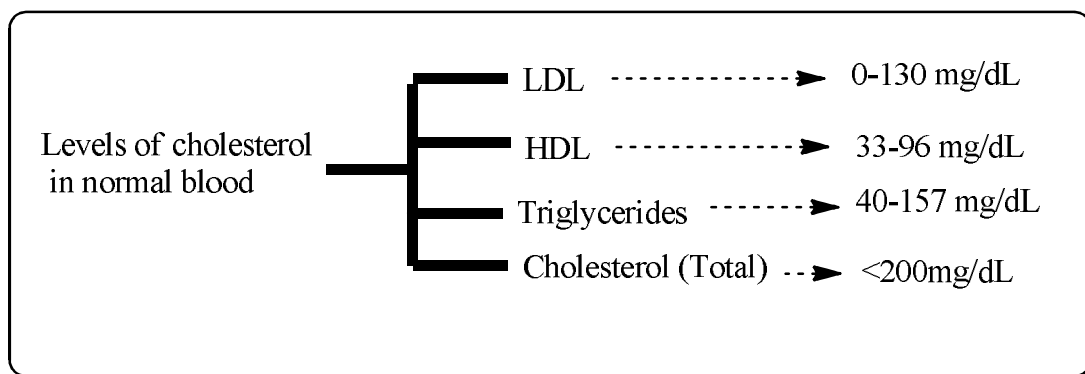 Levels of cholesterol
in normal blood
LDL 0-130 mg/dL
HDL 33-96 mg/dL
Triglycerides 40-157 mg/dL
Cholesterol (Total) <200mg/dL